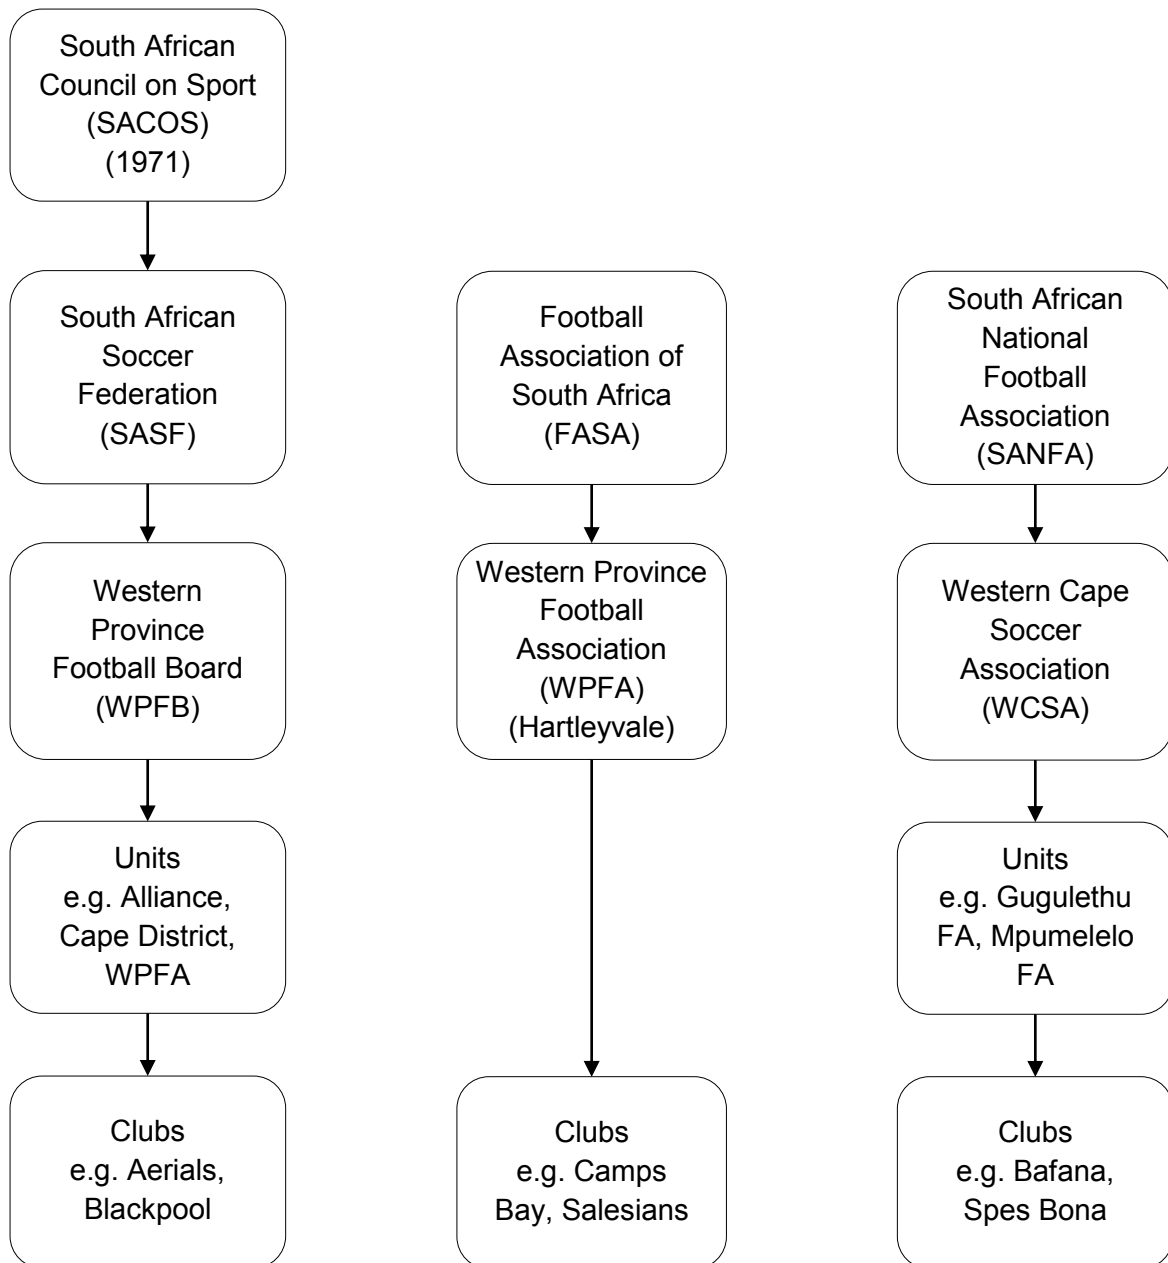 South African
Council on Sport
(SACOS)
(1971)
South African
Soccer
Federation
(SASF)
Football
Association of
South Africa
(FASA)
South African
National
Football
Association
(SANFA)
Western
Province
Football Board
(WPFB)
Western Province
Football
Association
(WPFA)
(Hartleyvale)
Western Cape
Soccer
Association
(WCSA)
Units
e.g. Alliance,
Cape District,
WPFA
Units
e.g. Gugulethu
FA, Mpumelelo
FA
Clubs
e.g. Aerials,
Blackpool
Clubs
e.g. Camps
Bay, Salesians
Clubs
e.g. Bafana,
Spes Bona